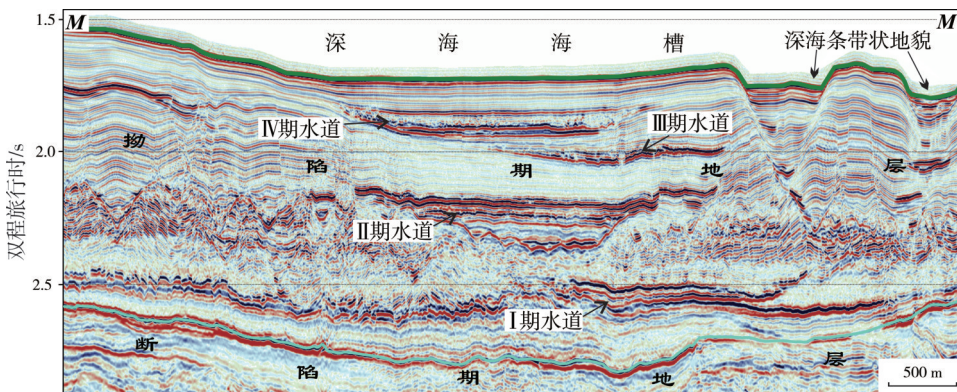 1.5
M
M
深海海槽
深海条带状地貌
Ⅳ期水道
Ⅲ期水道
拗陷期地层
2.0
双程旅行时/s
Ⅱ期水道
2.5
Ⅰ期水道
断陷期地层
500 m